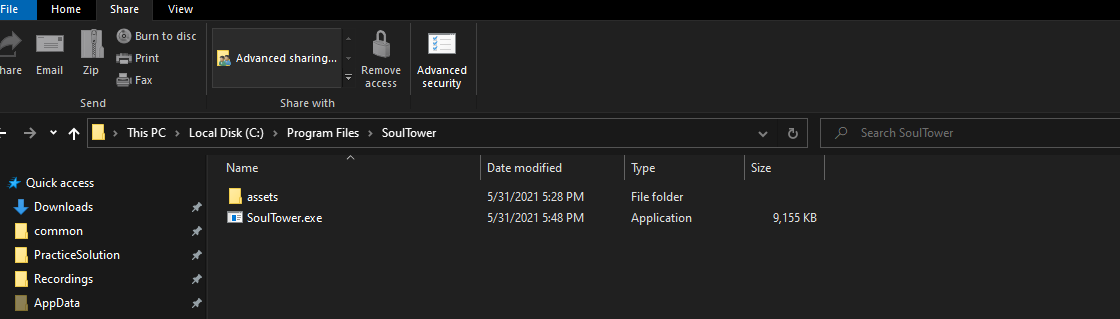 File Home Share View
hare Email Zip Burn to disc Print Fax Advanced sharing... Remove access Advanced security
Send Share with
This PC > Local Disk (C:) > Program Files > SoulTower Search SoulTower
Name Date modified Type Size
Quick access
Downloads
common
PracticeSolution
Recordings
AppData
assets 5/31/2021 5:28 PM File folder
SoulTower.exe 5/31/2021 5:48 PM Application 9,155 KB